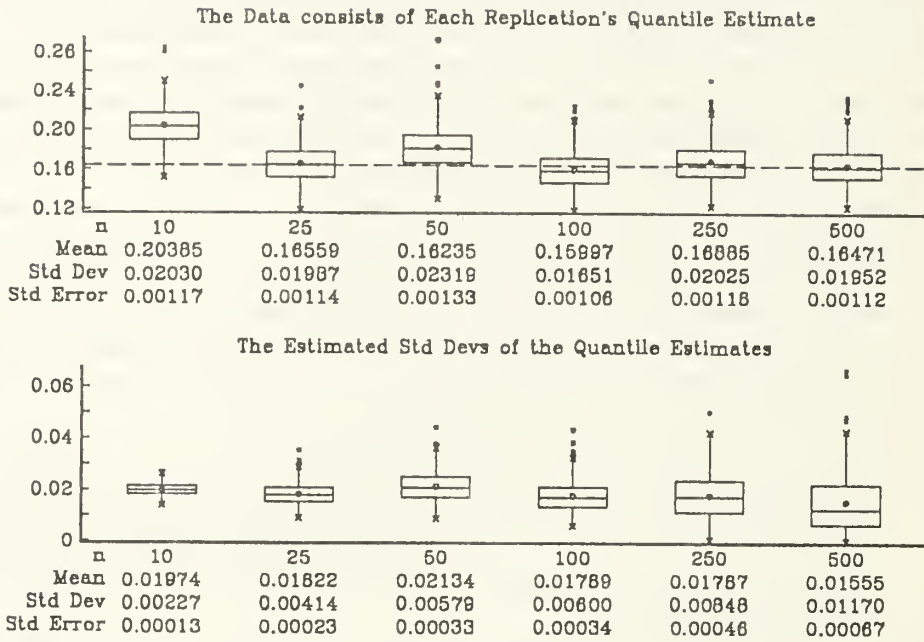 The Data consists of Each Replication's Quantile Estimate
0.26
0.24
0.20
0.16
0.12
n 10 25 50 100 250 500
Mean 0.20385 0.16559 0.16235 0.15997 0.16885 0.16471
Std Dev 0.02030 0.01987 0.02319 0.01651 0.02025 0.01952
Std Error 0.00117 0.00114 0.00133 0.00106 0.00118 0.00112
The Estimated Std Devs of the Quantile Estimates
0.06
0.04
0.02
0
n 10 25 50 100 250 500
Mean 0.01974 0.01822 0.02134 0.01789 0.01787 0.01555
Std Dev 0.00227 0.00414 0.00579 0.00600 0.00848 0.01170
Std Error 0.00013 0.00023 0.00033 0.00034 0.00046 0.00067